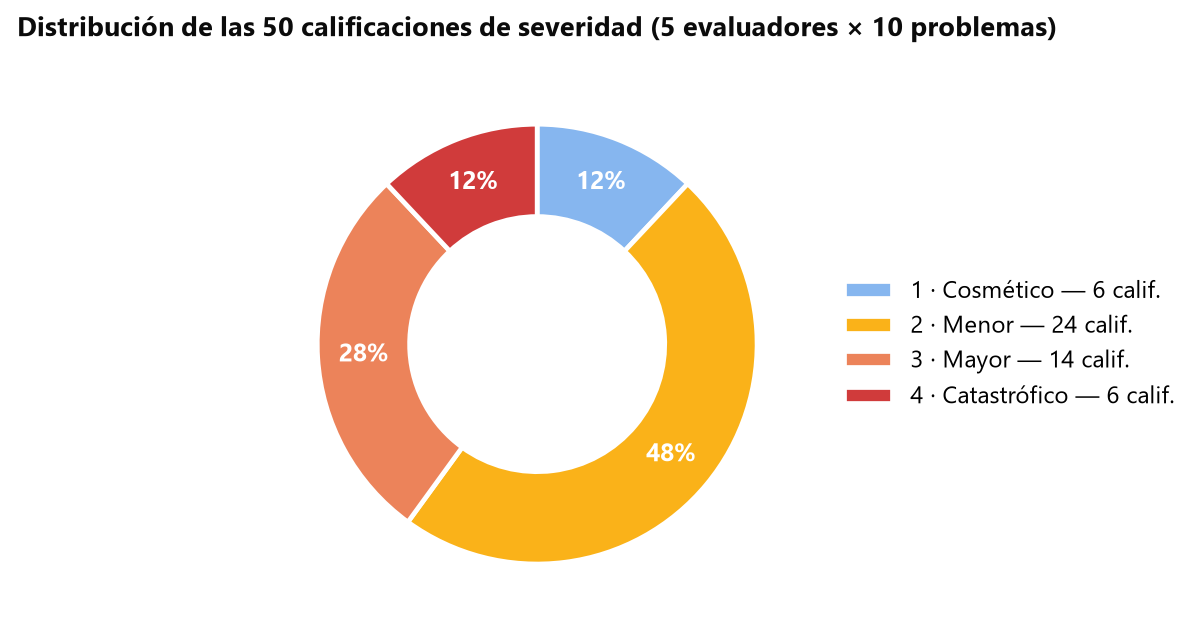 Distribución de las 50 calificaciones de severidad (5 evaluadores × 10 problemas)
12%
12%
28%
48%
1 · Cosmético — 6 calif.
2 · Menor — 24 calif.
3 · Mayor — 14 calif.
4 · Catastrófico — 6 calif.